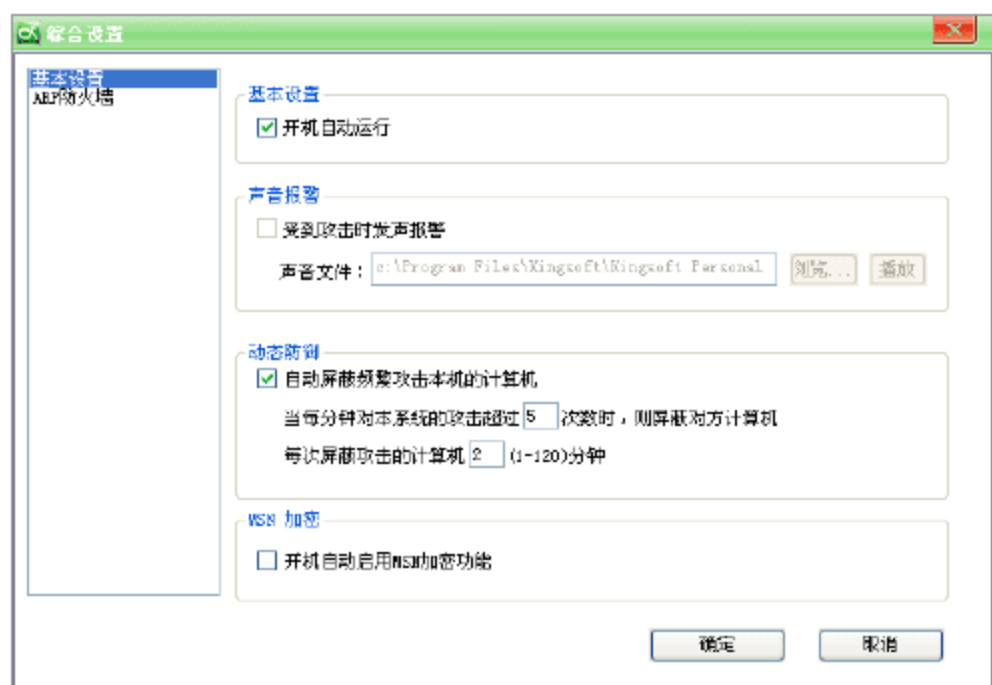 综合设置
基本设置
ARP防火墙
基本设置
开机自动运行
声音报警
受到攻击时发声报警
声音文件： c:\Program Files\Kingsoft\Kingsoft Personal 浏览... 播放
动态防御
自动屏蔽频繁攻击本机的计算机
当每分钟对本系统的攻击超过 5 次数时，则屏蔽对方计算机
每次屏蔽攻击的计算机 2 (1-120)分钟
MSN 加密
开机自动启用MSN加密功能
确定 取消